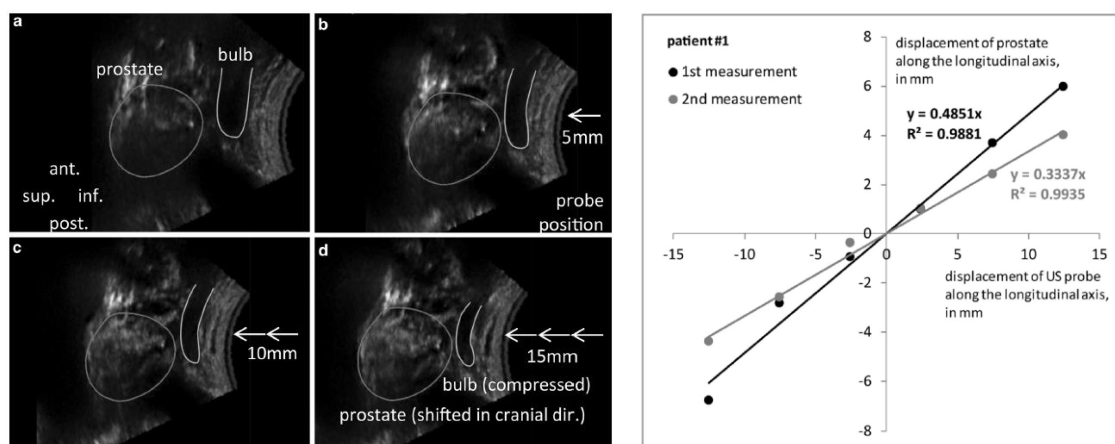 a
prostate
bulb
ant.
sup. inf.
post.
b
5mm
probe
position
c
10mm
d
15mm
bulb (compressed)
prostate (shifted in cranial dir.)
patient #1
1st measurement
2nd measurement
displacement of prostate
along the longitudinal axis,
in mm
y = 0.4851x
R² = 0.9881
y = 0.3337x
R² = 0.9935
8
6
4
2
0
-2
-4
-6
-8
-15 -10 -5 0 5 10 15
displacement of US probe
along the longitudinal axis,
in mm